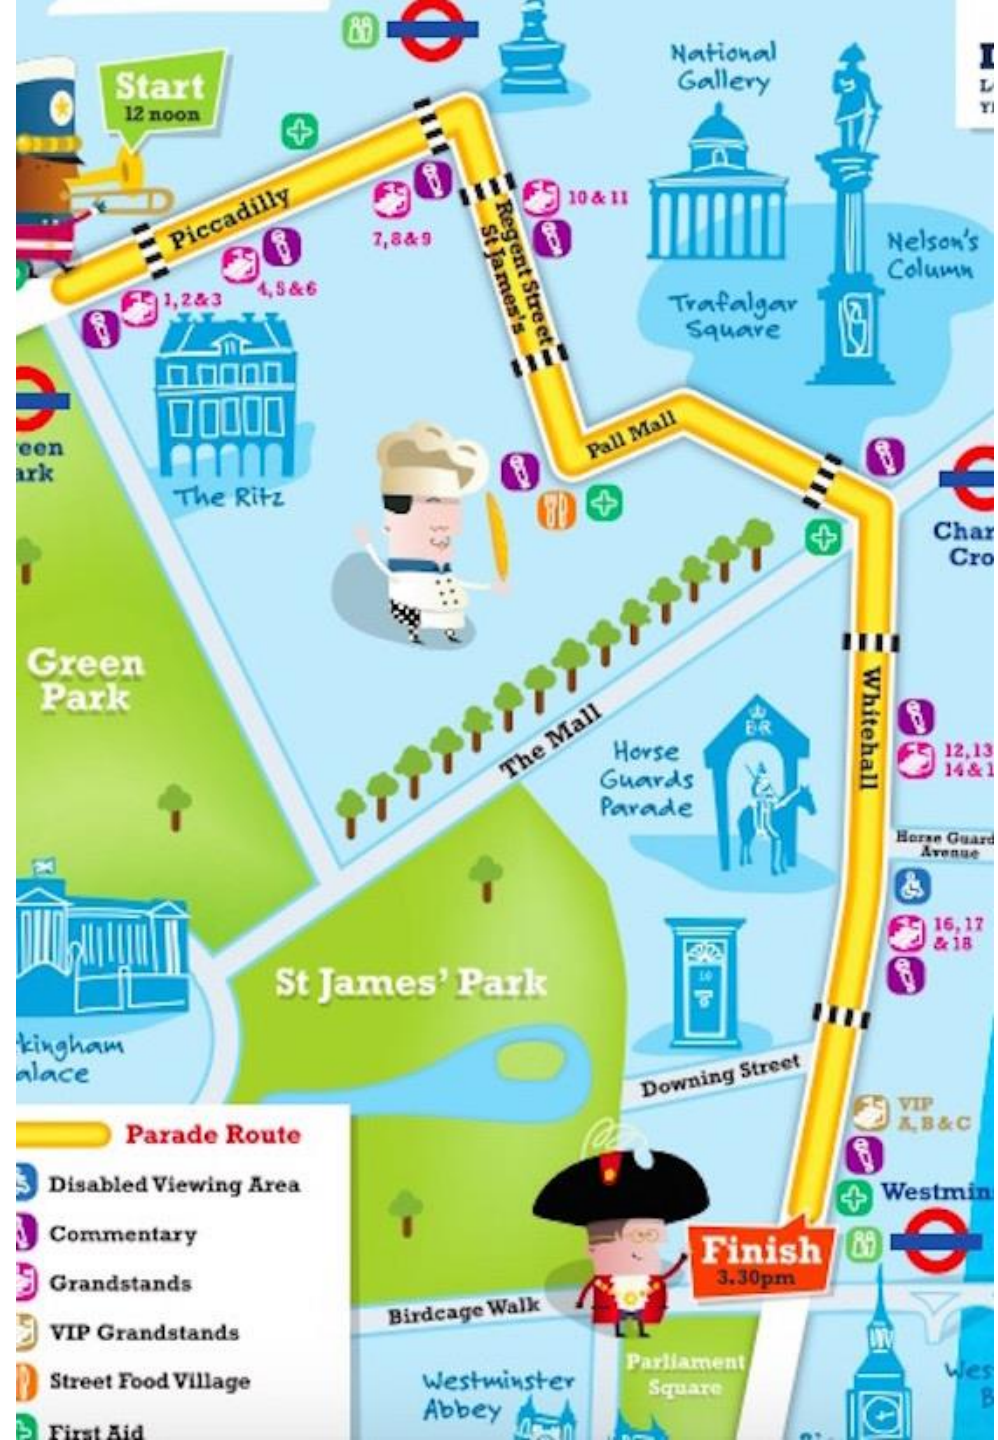 Start
12 noon
National
Gallery
L
Piccadilly
7, 8 & 9
10 & 11
Regent Street
St James's
Nelson's
Column
1, 2 & 3
4, 5 & 6
Trafalgar
Square
Pall Mall
The Ritz
Green
Park
The Mall
Whitehall
Horse
Guards
Parade
12, 13
14 &
Avenue
16, 17
& 18
St James' Park
10
Downing Street
VIP
A, B & C
Finish
3.30pm
Birdcage Walk
Parliament
Square
Westminster
Abbey
Parade Route
Disabled Viewing Area
Commentary
Grandstands
VIP Grandstands
Street Food Village
First Aid